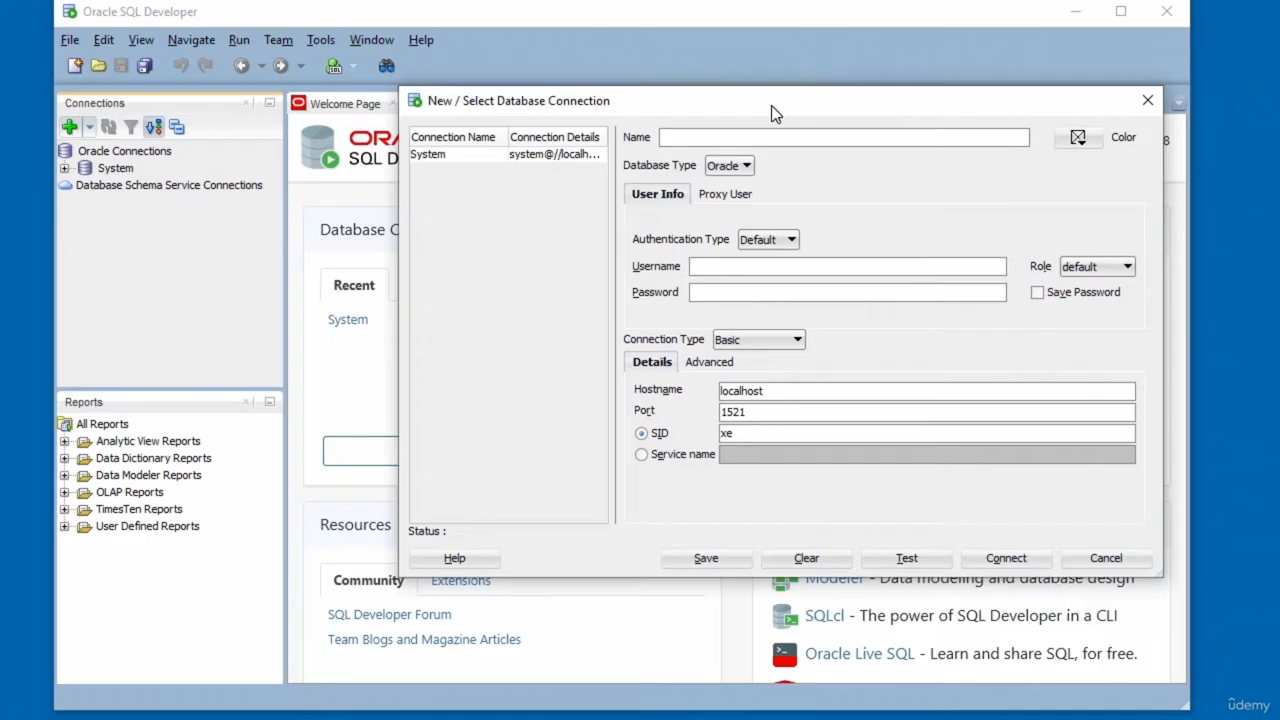 Oracle SQL Developer
File Edit View Navigate Run Team Tools Window Help
Connections
Oracle Connections
System
Database Schema Service Connections
Reports
All Reports
Analytic View Reports
Data Dictionary Reports
Data Modeler Reports
OLAP Reports
TimesTen Reports
User Defined Reports
Welcome Page
ORA
SQL D
8
Database C
Recent
System
Resources
Community Extensions
SQL Developer Forum
Team Blogs and Magazine Articles
Modeler - Data modeling and database design
SQLcl - The power of SQL Developer in a CLI
Oracle Live SQL - Learn and share SQL, for free.
New / Select Database Connection
Connection Name Connection Details
System system@//localh...
Name Color
Database Type Oracle
User Info Proxy User
Authentication Type Default
Username Role default
Password Save Password
Connection Type Basic
Details Advanced
Hostname localhost
Port 1521
SID xe
Service name
Status :
Help Save Clear Test Connect Cancel
ûdemy